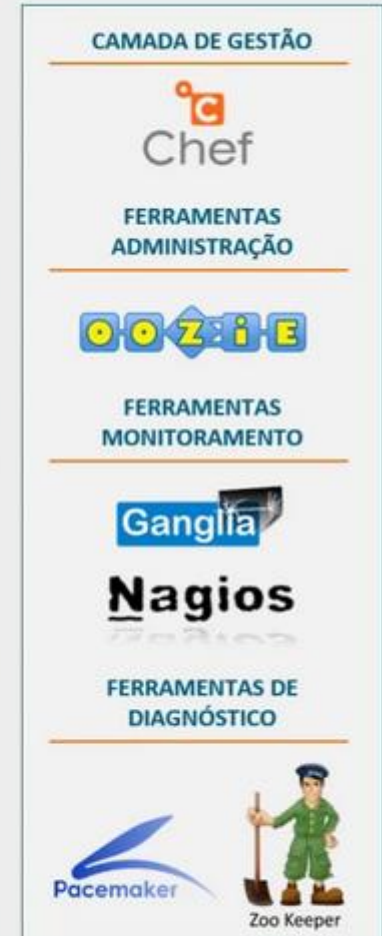 CAMADA DE GESTÃO
C
Chef
FERRAMENTAS
ADMINISTRAÇÃO
OOZiE
FERRAMENTAS
MONITORAMENTO
Ganglia
Nagios
FERRAMENTAS DE
DIAGNÓSTICO
Pacemaker
Zoo Keeper